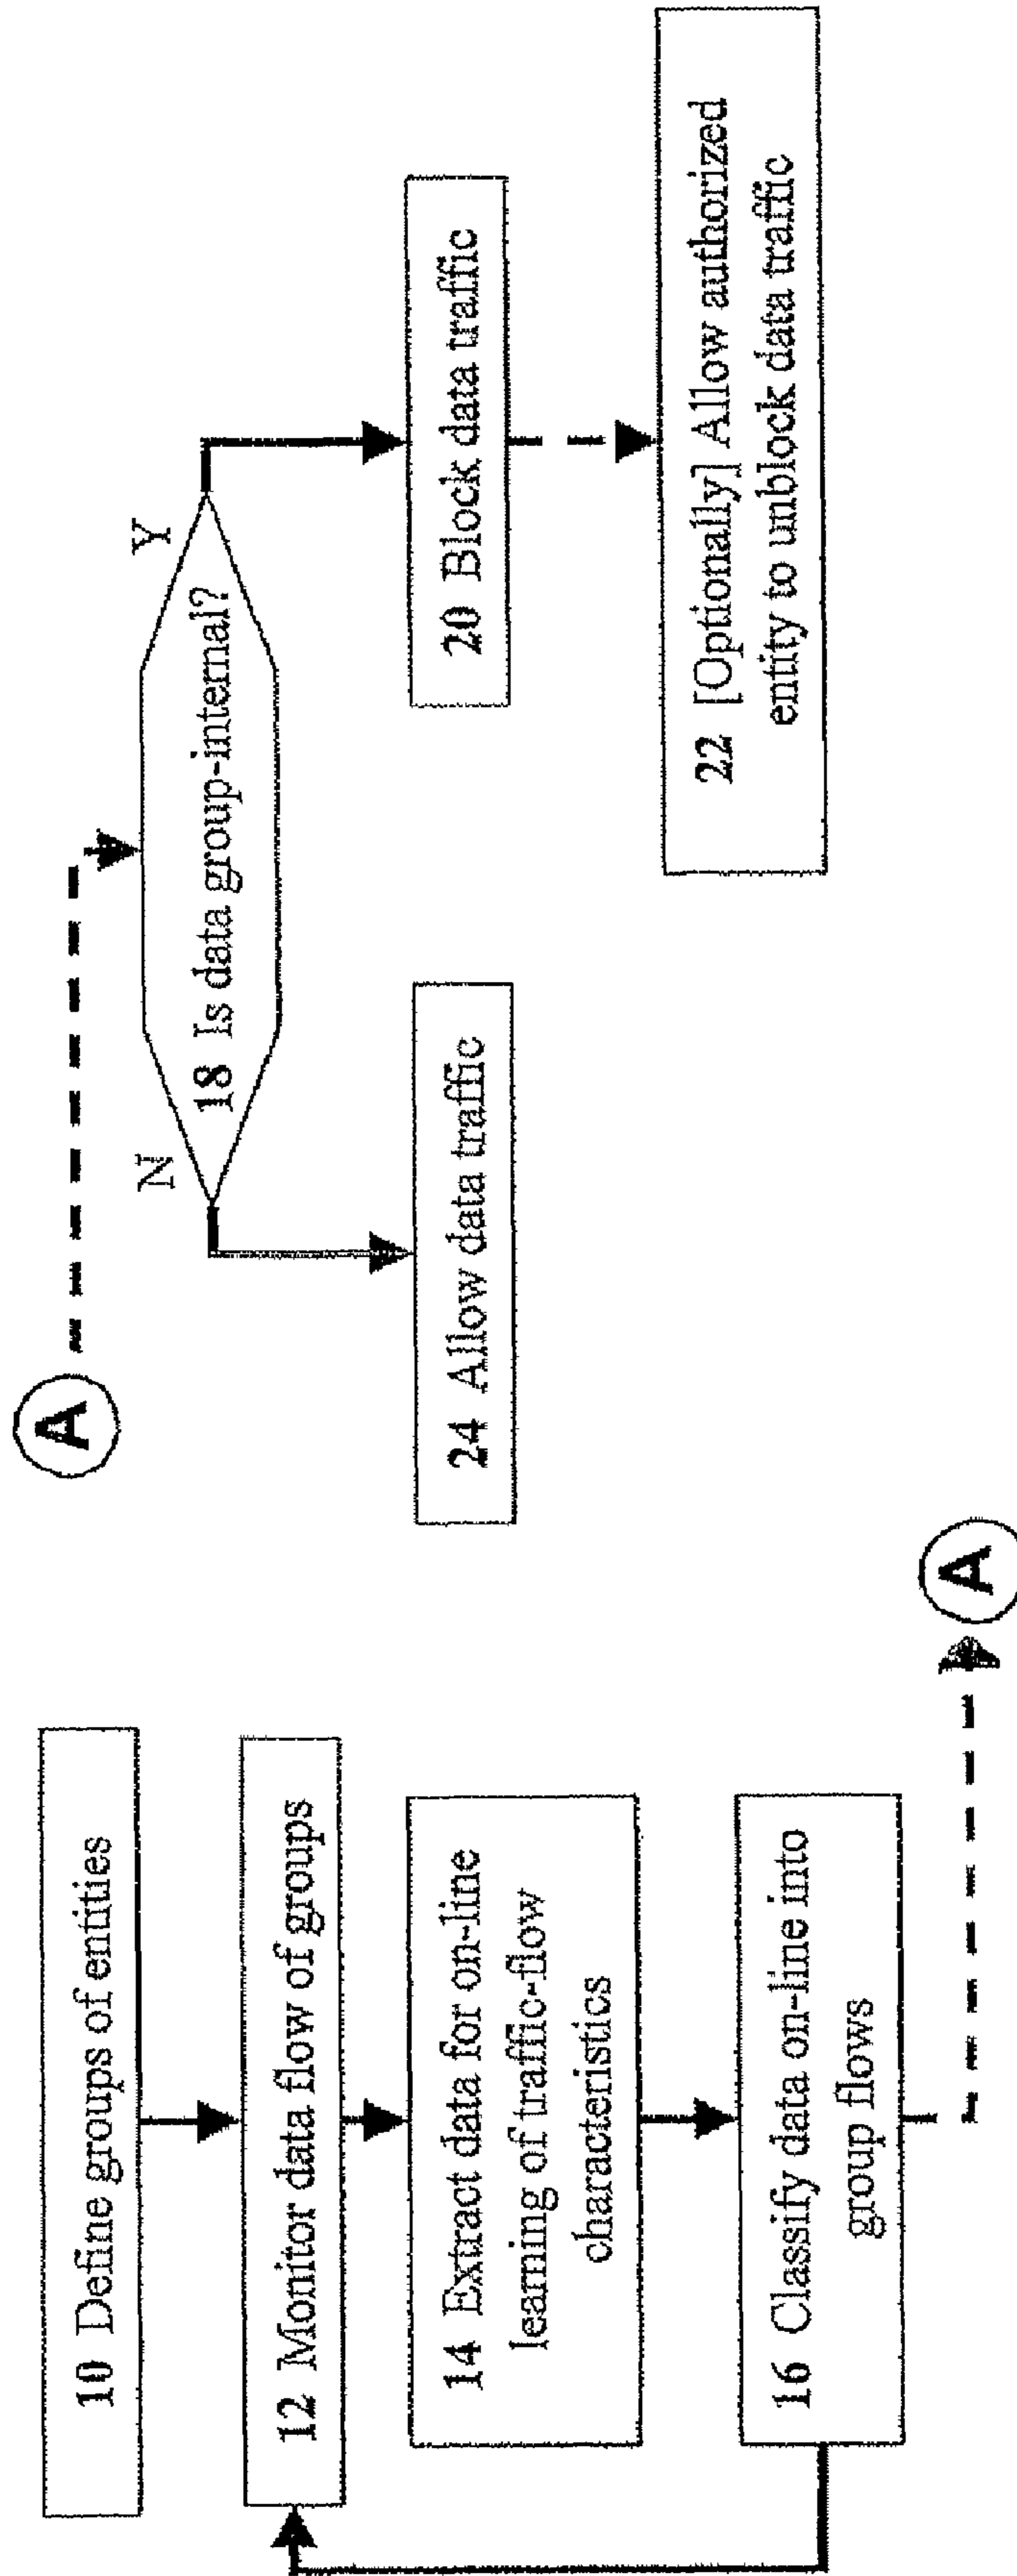 10 Define groups of entities
12 Monitor data flow of groups
14 Extract data for on-line
learning of traffic-flow
characteristics
16 Classify data on-line into
group flows
A
A
18 Is data group-internal?
N
Y
24 Allow data traffic
20 Block data traffic
22 [Optionally] Allow authorized
entity to unblock data traffic